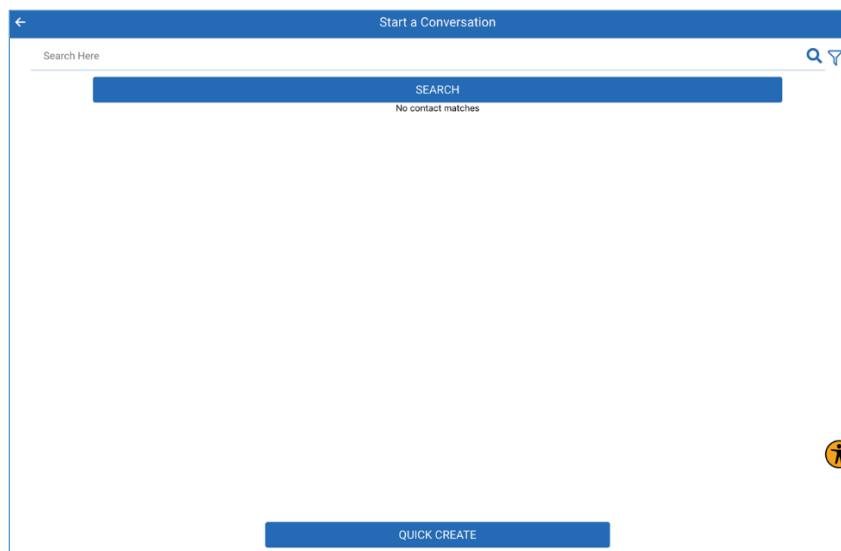 Start a Conversation
Search Here
SEARCH
No contact matches
QUICK CREATE